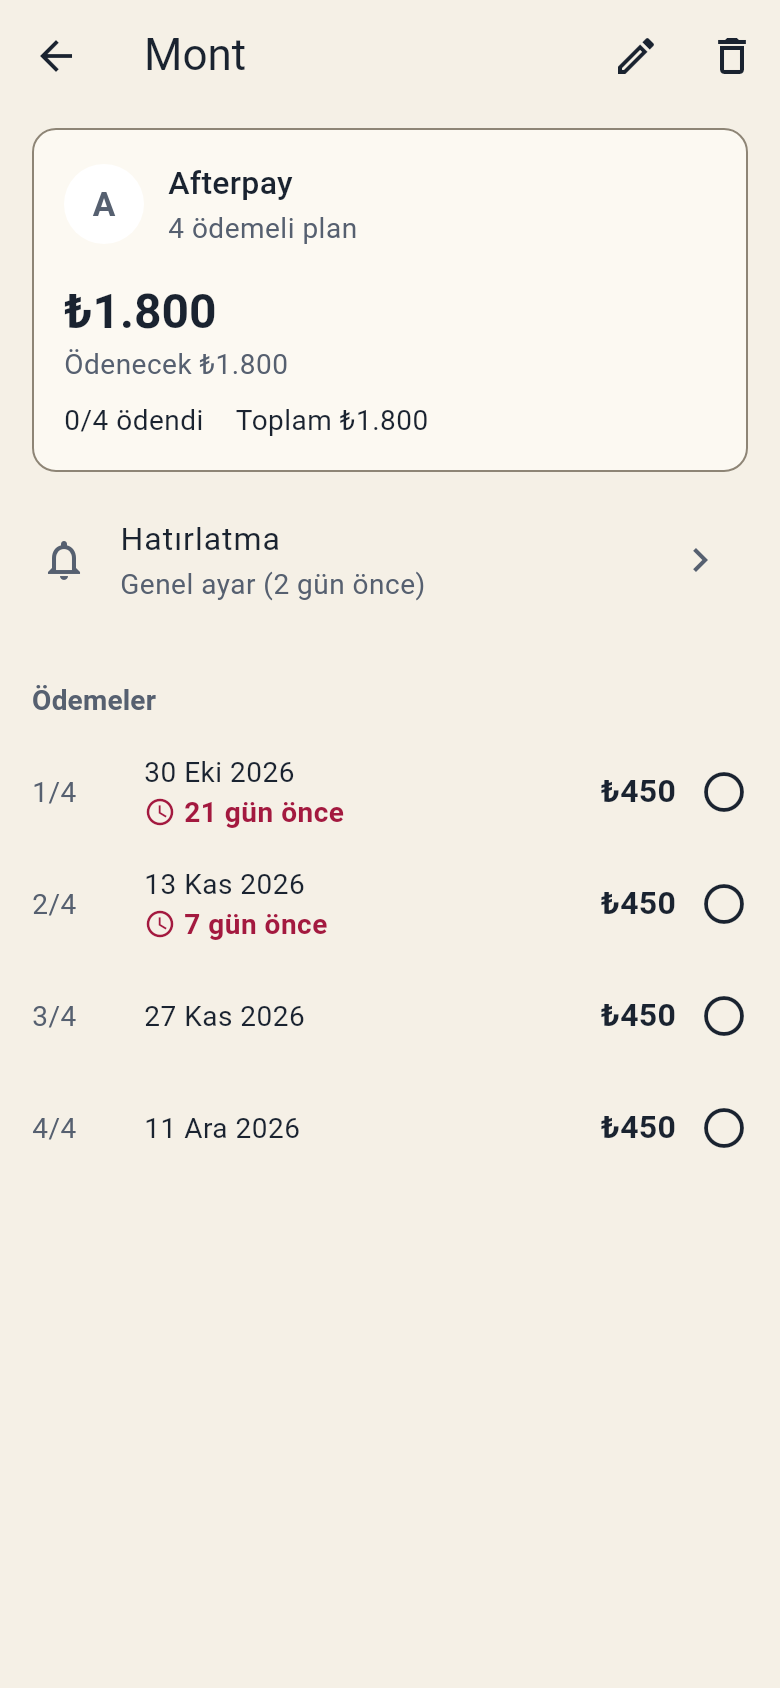 Mont
A
Afterpay
4 ödemeli plan
₺1.800
Ödenecek ₺1.800
0/4 ödendi Toplam ₺1.800
Hatırlatma
Genel ayar (2 gün önce)
Ödemeler
1/4 30 Eki 2026 ₺450
21 gün önce
2/4 13 Kas 2026 ₺450
7 gün önce
3/4 27 Kas 2026 ₺450
4/4 11 Ara 2026 ₺450